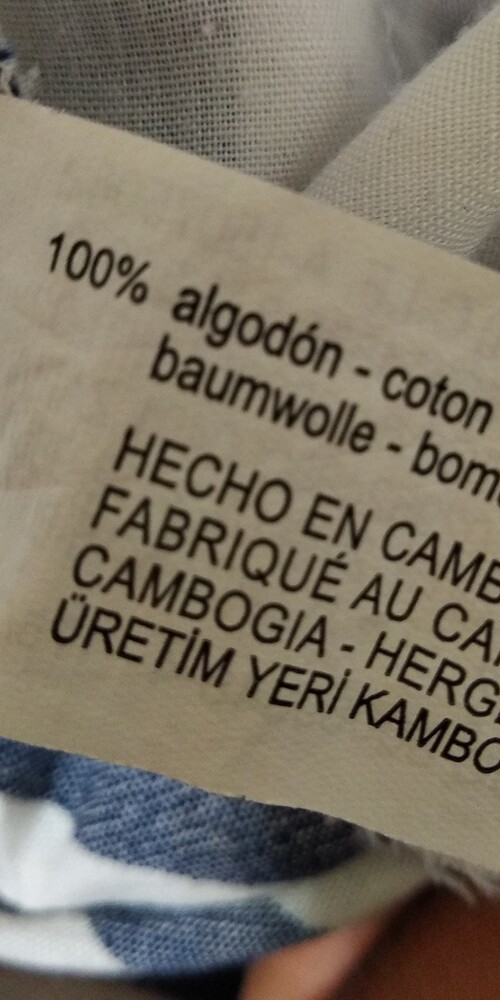 100% algodón - coton
baumwolle - bom
HECHO EN CAMB
FABRIQUÉ AU CA
CAMBOGIA - HERG
ÜRETİM YERİ KAMBO